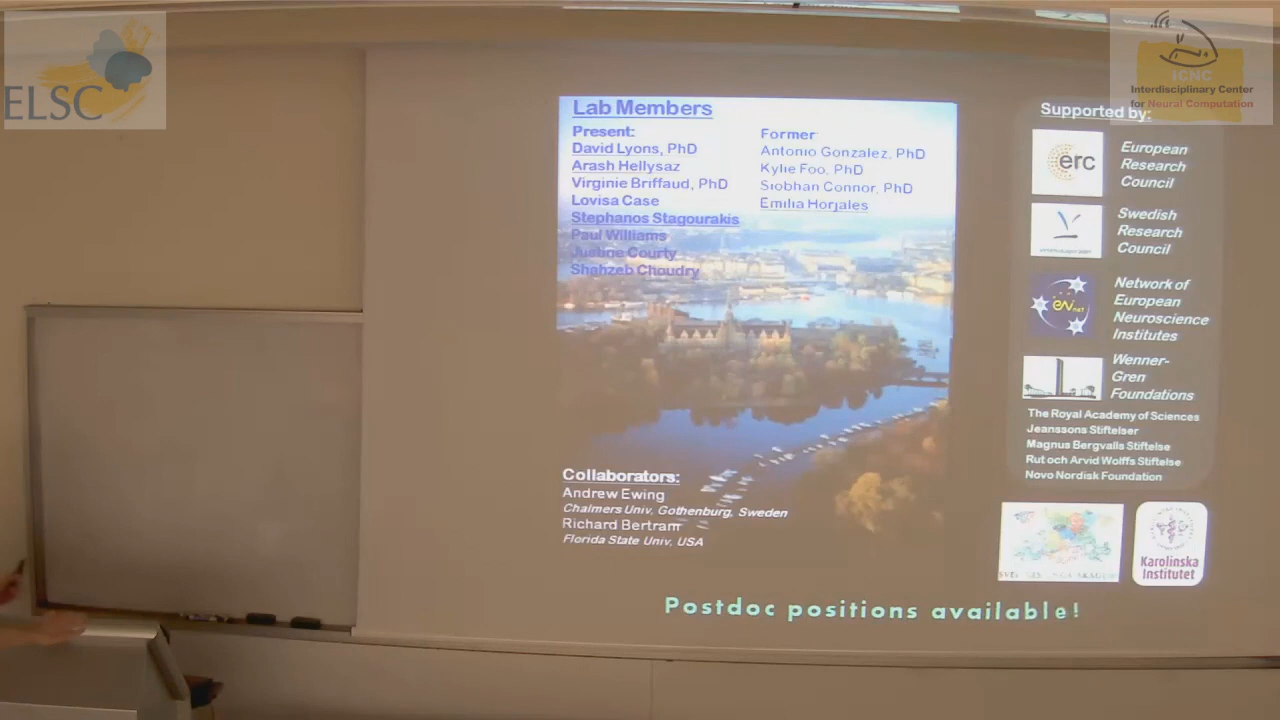 ELSC
ICNC
Interdisciplinary Center
for Neural Computation
Lab Members
Present:
David Lyons, PhD
Arash Hellysaz
Virginie Briffaud, PhD
Lovisa Case
Stephanos Stagourakis
Paul Williams
Justine Courty
Shahzeb Choudry
Former
Antonio Gonzalez, PhD
Kylie Foo, PhD
Siobhan Connor, PhD
Emilia Horjales
Collaborators:
Andrew Ewing
Chalmers Univ, Gothenburg, Sweden
Richard Bertram
Florida State Univ, USA
Supported by:
erc
European
Research
Council
Swedish
Research
Council
Network of
European
Neuroscience
Institutes
Wenner-
Gren
Foundations
The Royal Academy of Sciences
Jeanssons Stiftelser
Magnus Bergvalls Stiftelse
Rut och Arvid Wolffs Stiftelse
Novo Nordisk Foundation
Karolinska
Institutet
Postdoc positions available!